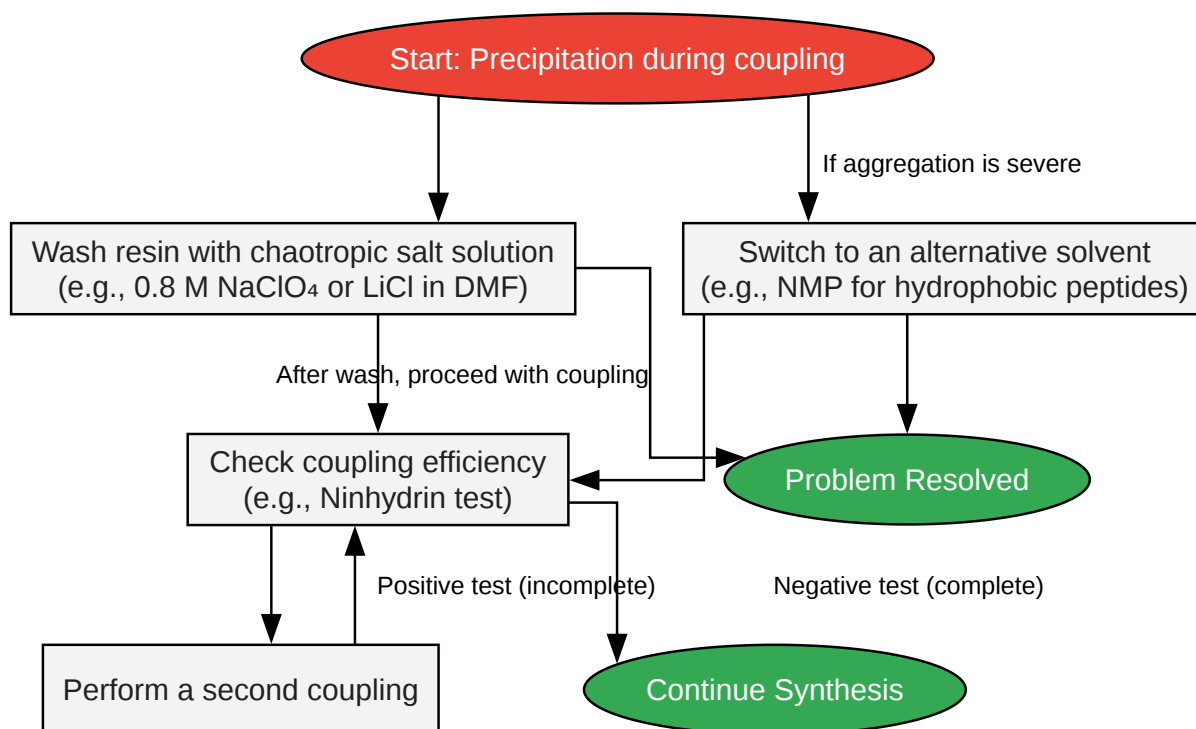 Start: Precipitation during coupling
If aggregation is severe
Wash resin with chaotropic salt solution
(e.g., 0.8 M NaClO₄ or LiCl in DMF)
Switch to an alternative solvent
(e.g., NMP for hydrophobic peptides)
After wash, proceed with coupling
Check coupling efficiency
(e.g., Ninhydrin test)
Problem Resolved
Positive test (incomplete)
Negative test (complete)
Perform a second coupling
Continue Synthesis